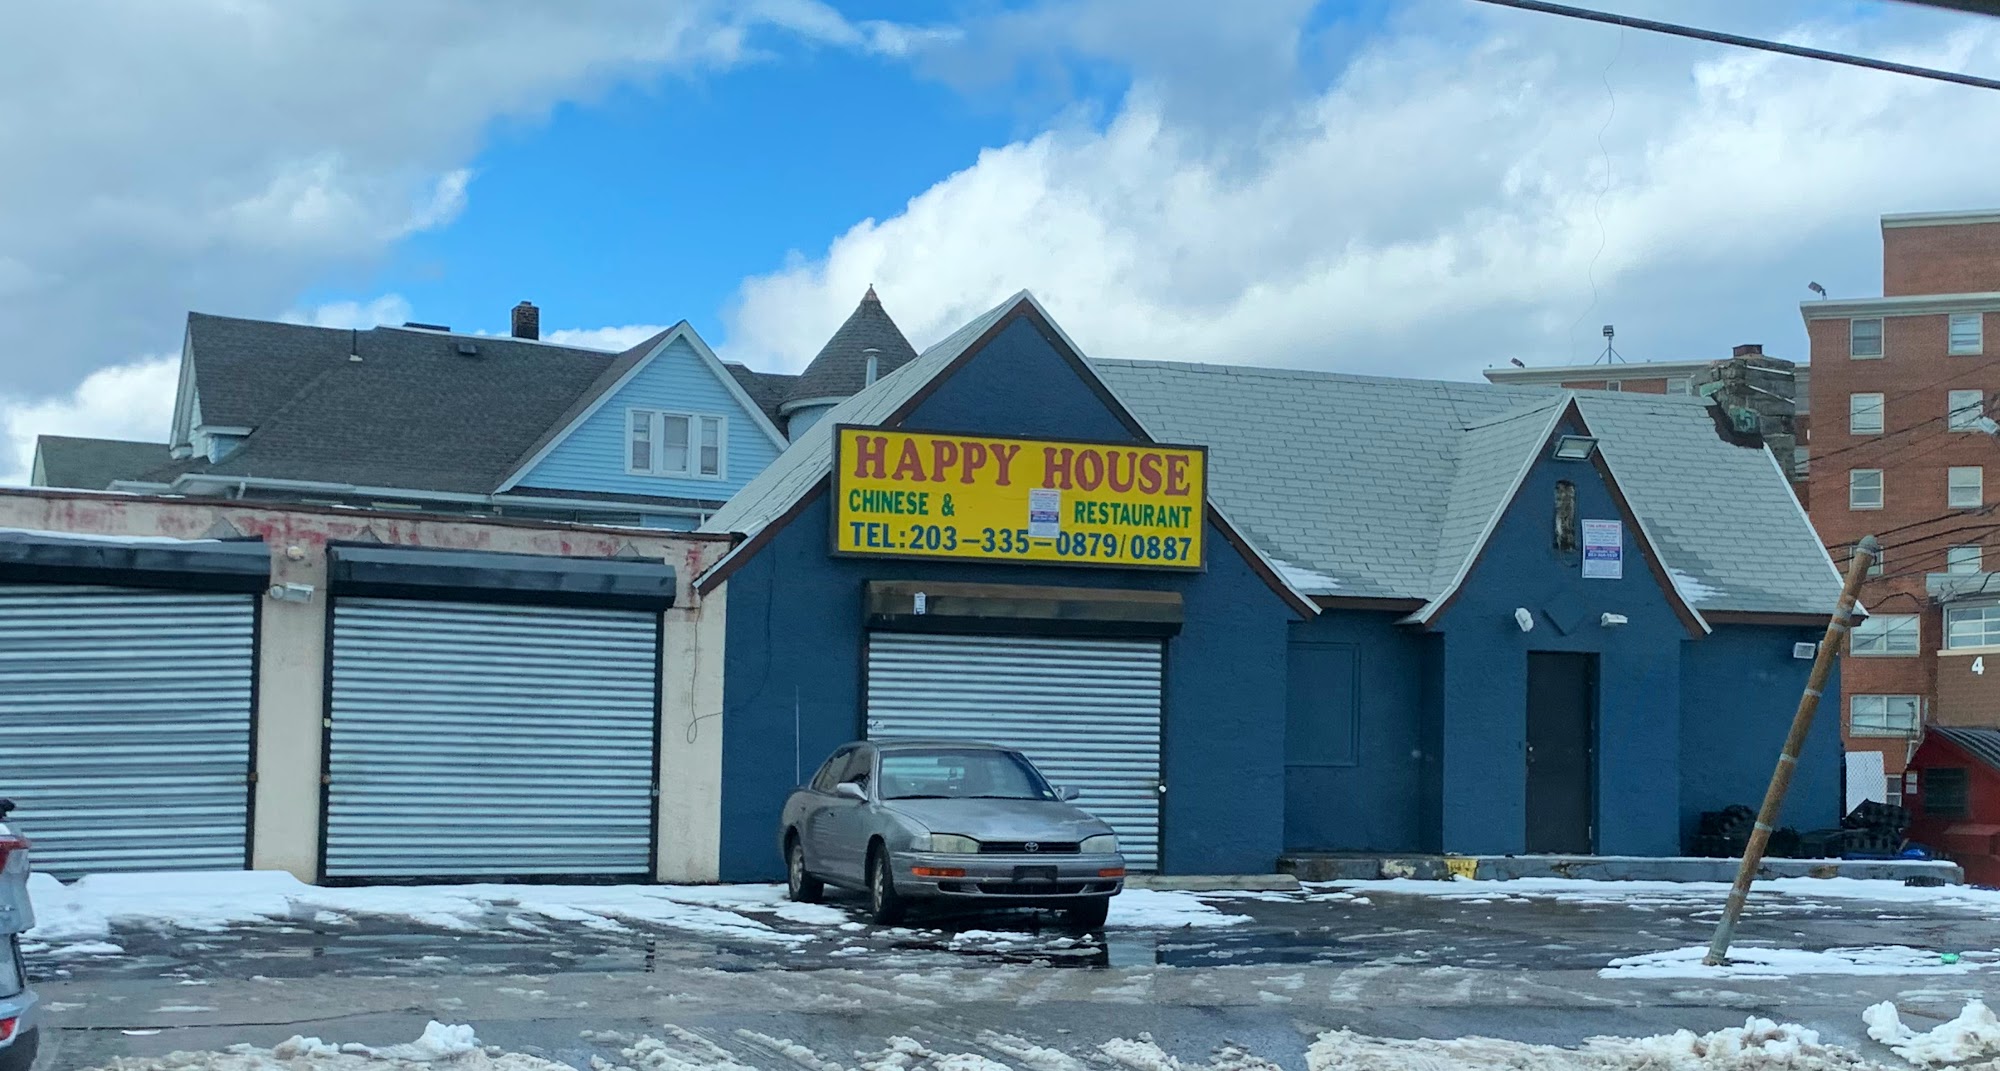 HAPPY HOUSE
CHINESE & RESTAURANT
TEL:203-335-0879/0887
4